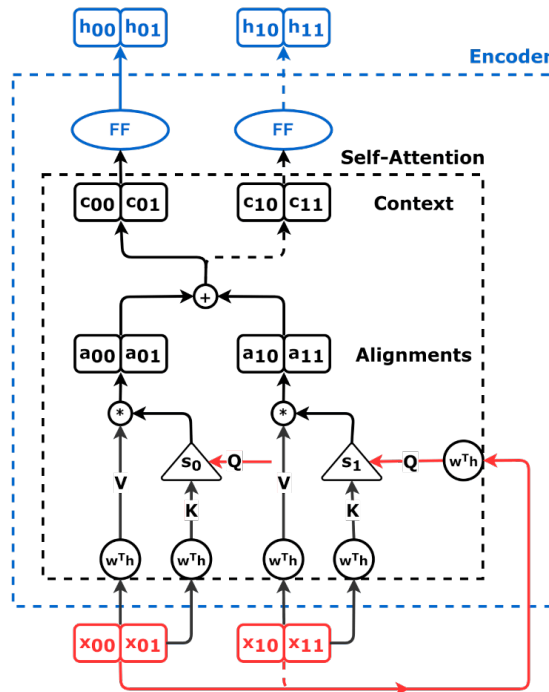 h00 h01 h10 h11
Encoder
FF FF
Self-Attention
c00 c01 c10 c11 Context
+
a00 a01 a10 a11 Alignments
* *
s0 Q s1 Q wᵀh
V K V K
wᵀh wᵀh wᵀh wᵀh
x00 x01 x10 x11